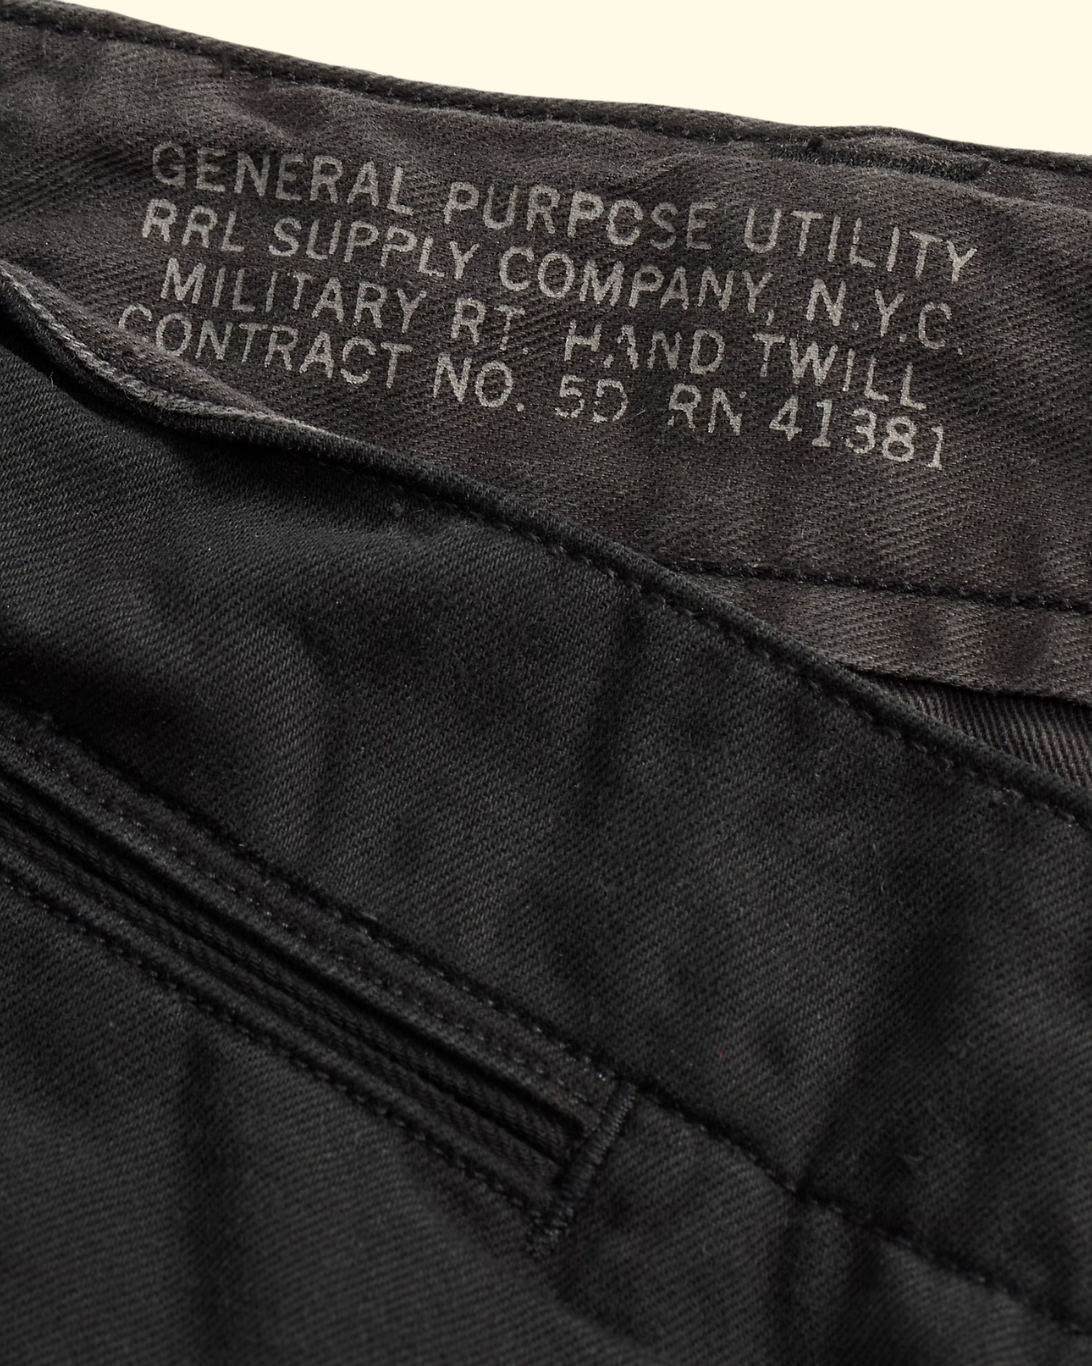 GENERAL PURPOSE UTILITY
RRL SUPPLY COMPANY, N.Y.C.
MILITARY RT. HAND TWILL
CONTRACT NO. 5D RN 41381